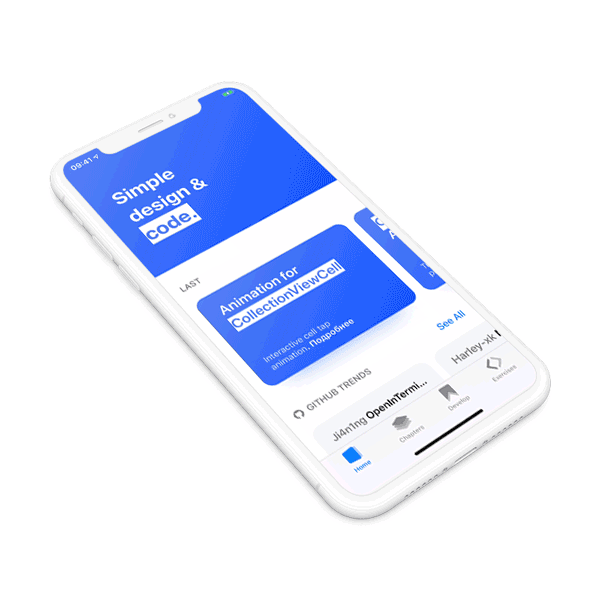 09:41
Simple
design &
code.
LAST
Animation for
CollectionViewCell
Interactive cell tap
animation. Подробнее
See All
GITHUB TRENDS
Ji4n1ng OpenInTermi...
Harley-xk
Home
Chapters
Develop
Exercises